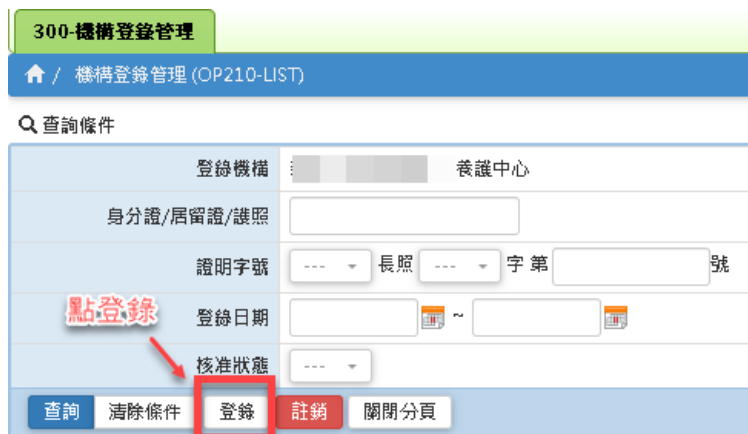 300-機構登錄管理
/ 機構登錄管理 (OP210-LIST)
查詢條件
登錄機構 養護中心
身分證/居留證/護照
證明字號 --- 長照 --- 字 第 號
點登錄
登錄日期 ~
核准狀態 ---
查詢 清除條件 登錄 註銷 關閉分頁